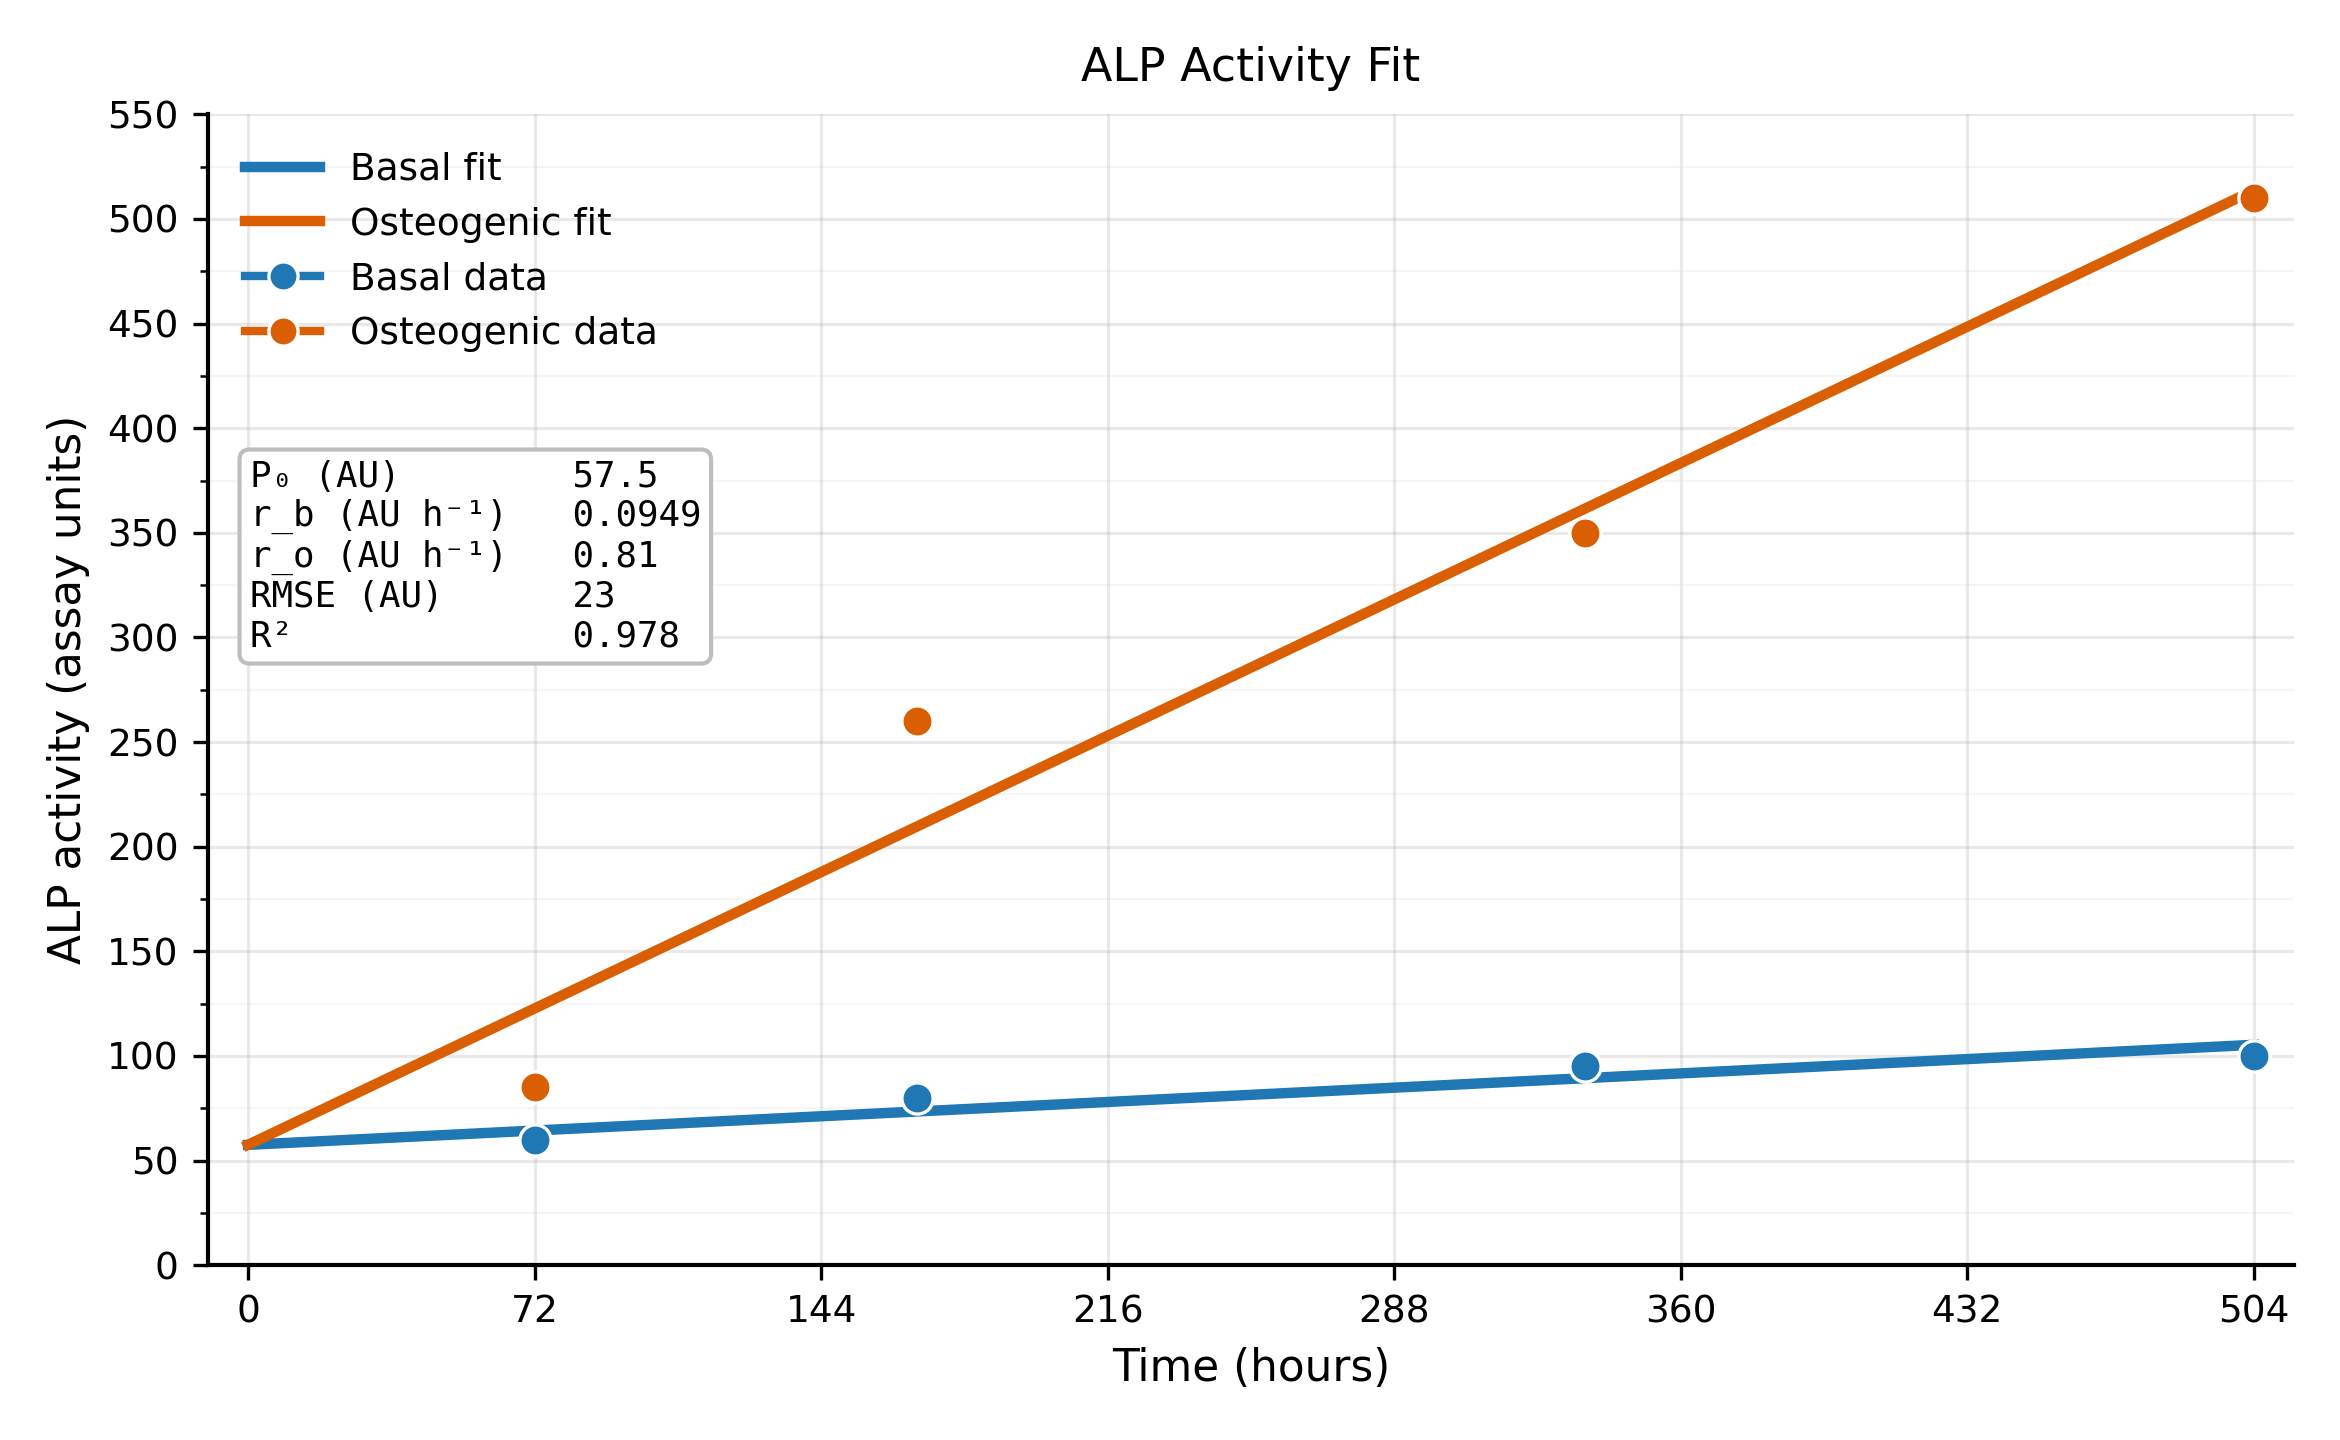 ALP Activity Fit
550
500
450
400
350
300
250
200
150
100
50
0
ALP activity (assay units)
Basal fit
Osteogenic fit
Basal data
Osteogenic data
P₀ (AU) 57.5
r_b (AU h⁻¹) 0.0949
r_o (AU h⁻¹) 0.81
RMSE (AU) 23
R² 0.978
0 72 144 216 288 360 432 504
Time (hours)